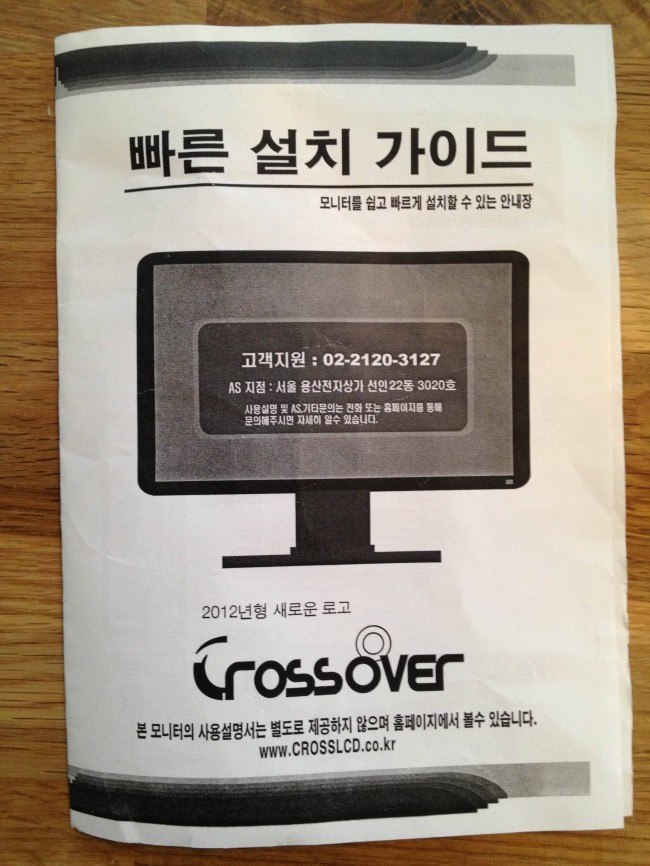 빠른 설치 가이드
모니터를 쉽고 빠르게 설치할 수 있는 안내장
고객지원 : 02-2120-3127
AS 지점 : 서울 용산전자상가 선인22동 3020호
사용설명 및 AS,기타문의는 전화 또는 홈페이지를 통해
문의해주시면 자세히 알수 있습니다.
2012년형 새로운 로고
CrossOver
본 모니터의 사용설명서는 별도로 제공하지 않으며 홈페이지에서 볼수 있습니다.
www.CROSSLCD.co.kr